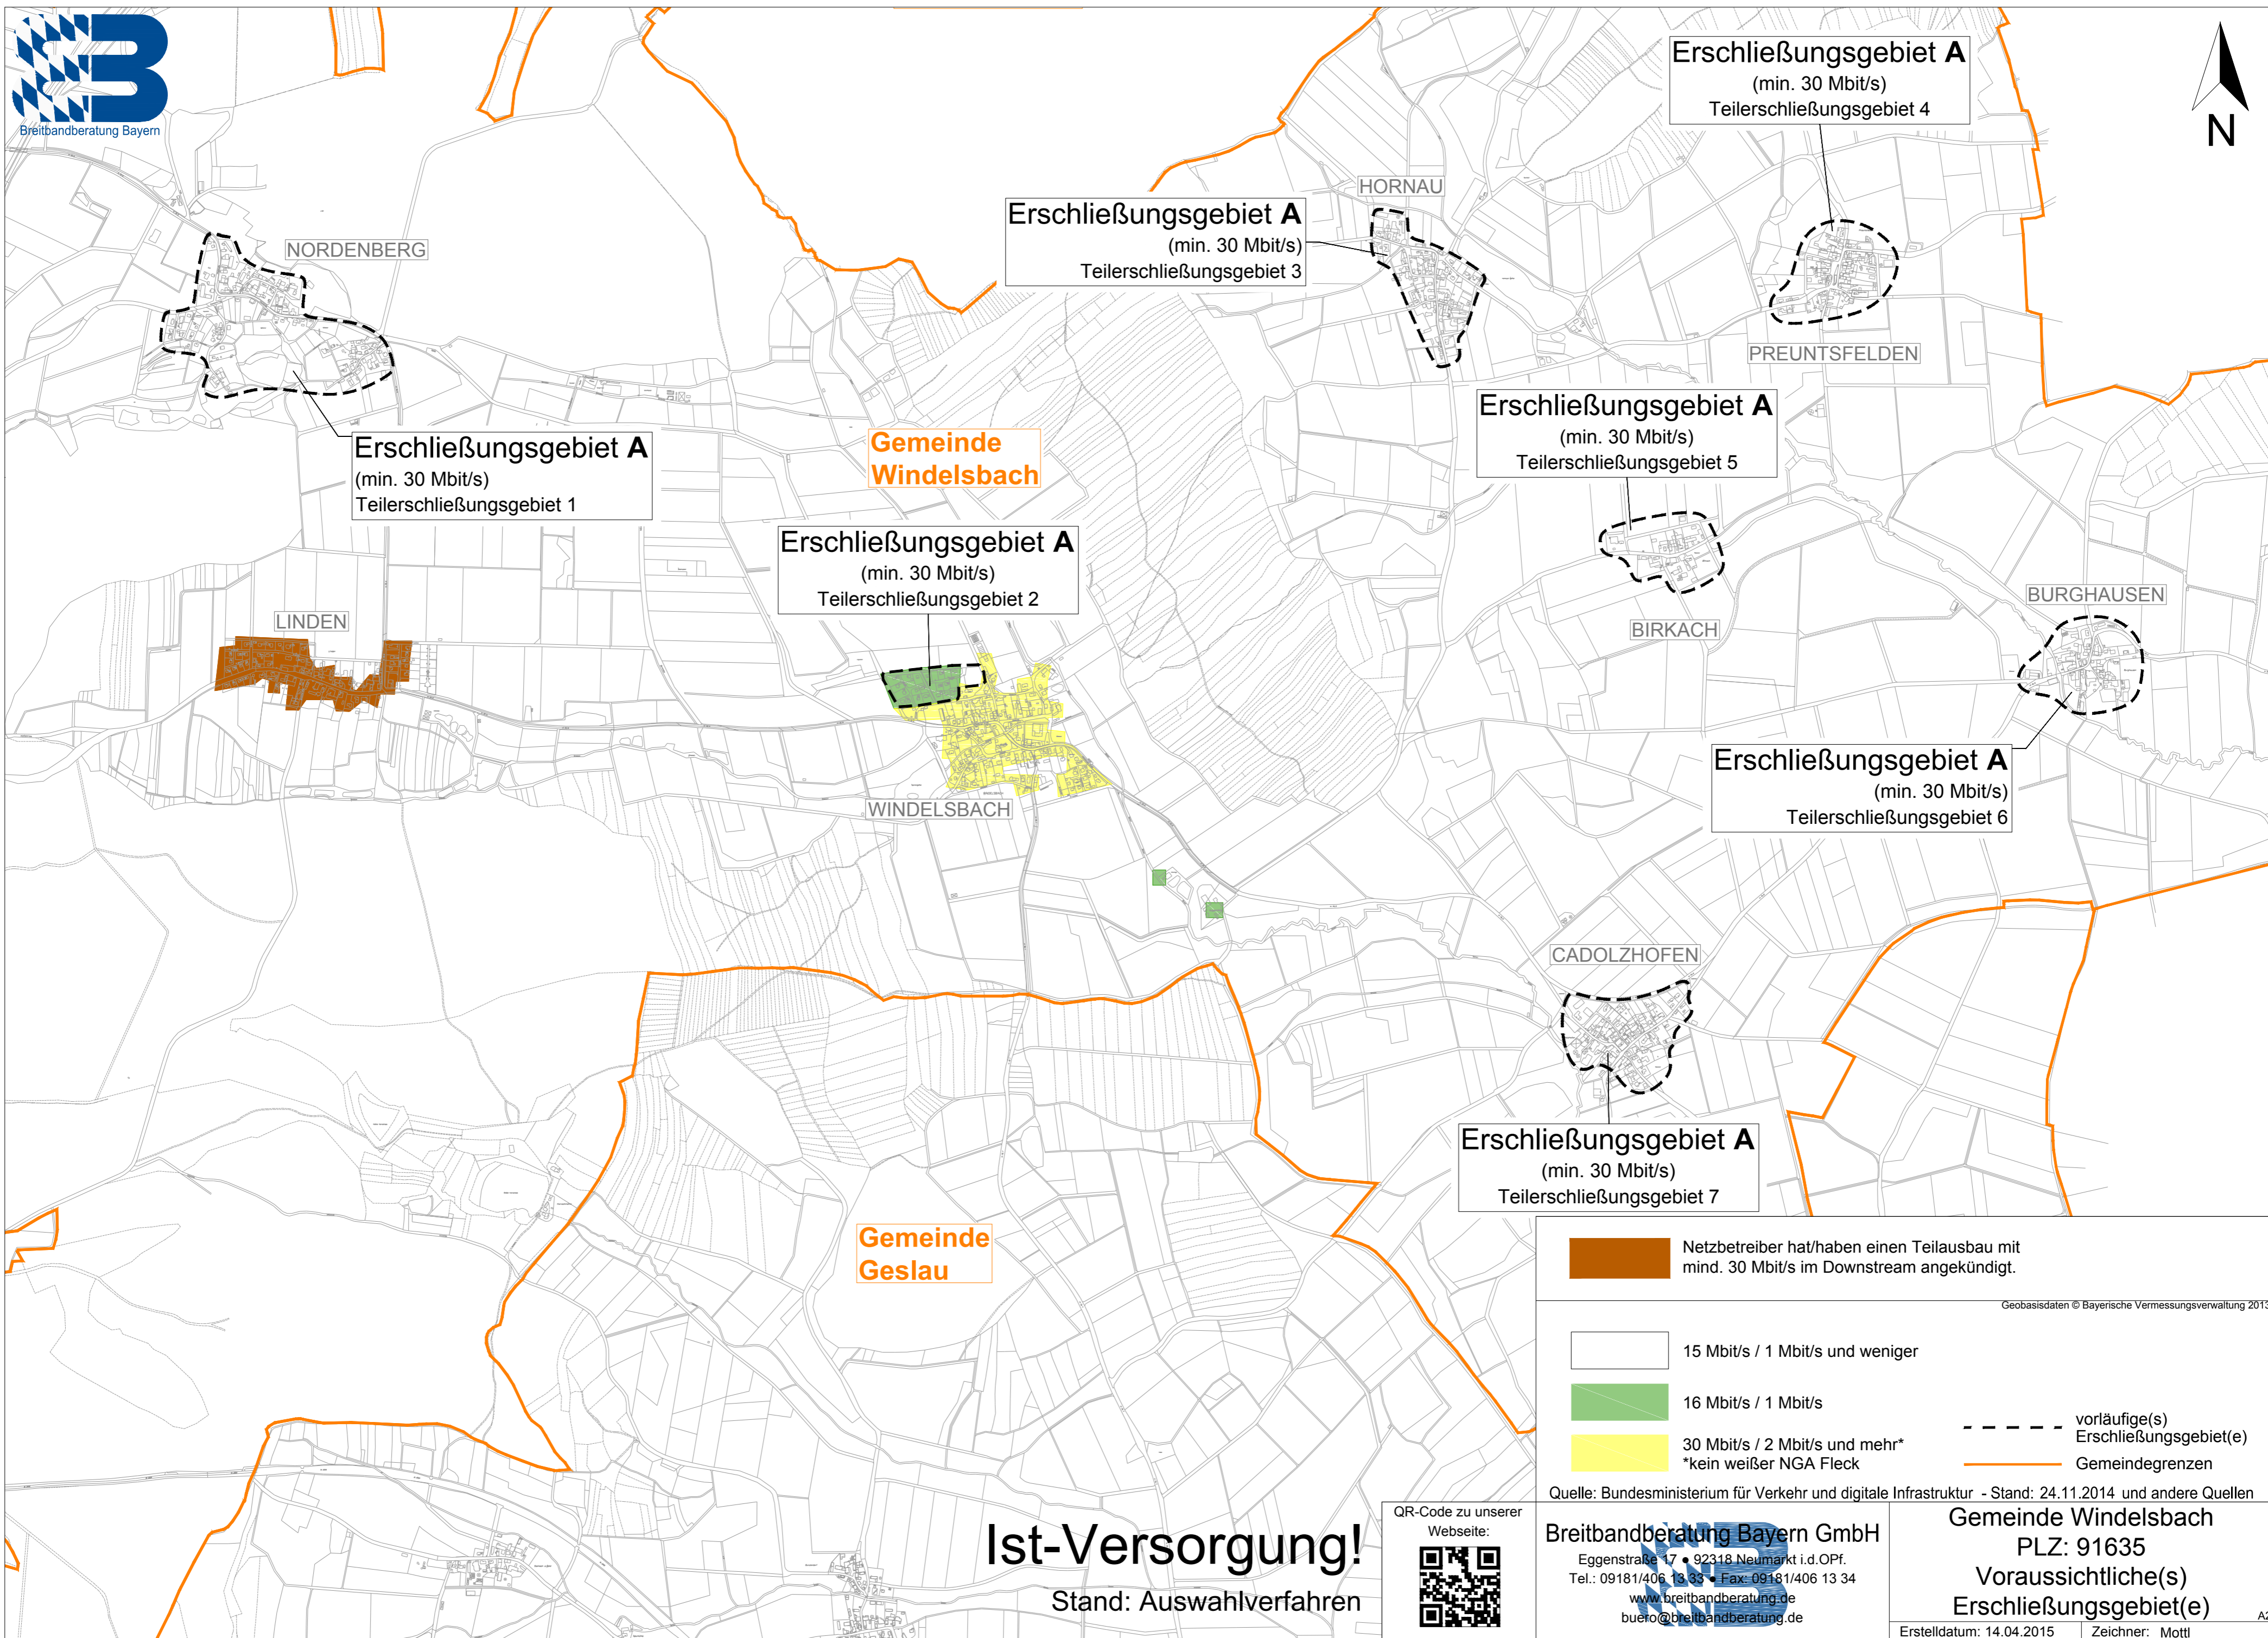 Breitbandberatung Bayern
Erschließungsgebiet A
(min. 30 Mbit/s)
Teilerschließungsgebiet 4
N
HORNAU
Erschließungsgebiet A
(min. 30 Mbit/s)
Teilerschließungsgebiet 3
NORDENBERG
PREUNTSFELDEN
Erschließungsgebiet A
(min. 30 Mbit/s)
Teilerschließungsgebiet 5
Erschließungsgebiet A
(min. 30 Mbit/s)
Teilerschließungsgebiet 1
Gemeinde
Windelsbach
Erschließungsgebiet A
(min. 30 Mbit/s)
Teilerschließungsgebiet 2
LINDEN
BIRKACH
BURGHAUSEN
WINDELSBACH
Erschließungsgebiet A
(min. 30 Mbit/s)
Teilerschließungsgebiet 6
CADOLZHOFEN
Erschließungsgebiet A
(min. 30 Mbit/s)
Teilerschließungsgebiet 7
Gemeinde
Geslau
Netzbetreiber hat/haben einen Teilausbau mit
mind. 30 Mbit/s im Downstream angekündigt.
Geobasisdaten © Bayerische Vermessungsverwaltung 2013
15 Mbit/s / 1 Mbit/s und weniger
16 Mbit/s / 1 Mbit/s
30 Mbit/s / 2 Mbit/s und mehr*
*kein weißer NGA Fleck
vorläufige(s)
Erschließungsgebiet(e)
Gemeindegrenzen
Quelle: Bundesministerium für Verkehr und digitale Infrastruktur - Stand: 24.11.2014 und andere Quellen
Ist-Versorgung!
Stand: Auswahlverfahren
QR-Code zu unserer
Webseite:
Breitbandberatung Bayern GmbH
Eggenstraße 17 ● 92318 Neumarkt i.d.OPf.
Tel.: 09181/406 13 33 ● Fax: 09181/406 13 34
www.breitbandberatung.de
buero@breitbandberatung.de
Gemeinde Windelsbach
PLZ: 91635
Voraussichtliche(s)
Erschließungsgebiet(e)
A2
Erstelldatum: 14.04.2015
Zeichner: Mottl